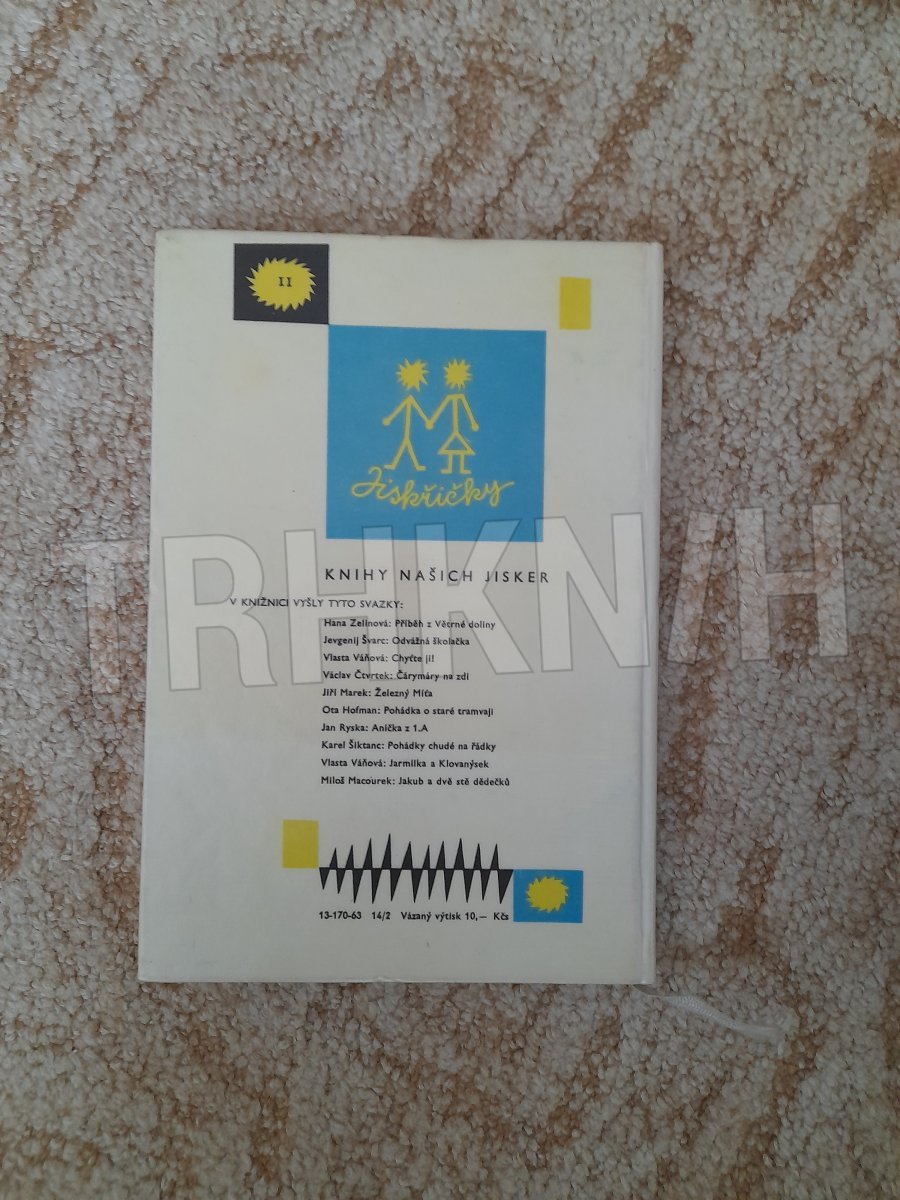 II
Jiskřičky
KNIHY NAŠICH JISKER
V KNIŽNICI VYŠLY TYTO SVAZKY:
Hana Zelinová: Příběh z Větrné doliny
Jevgenij Švarc: Odvážná školačka
Vlasta Váňová: Chyťte ji!
Václav Čtvrtek: Čárymáry na zdi
Jiří Marek: Železný Míťa
Ota Hofman: Pohádka o staré tramvaji
Jan Ryska: Anička z 1.A
Karel Šiktanc: Pohádky chudé na řádky
Vlasta Váňová: Jarmilka a Klovanýsek
Miloš Macourek: Jakub a dvě stě dědečků
13-170-63 14/2 Vázaný výtisk 10,— Kčs
TRHKNIH